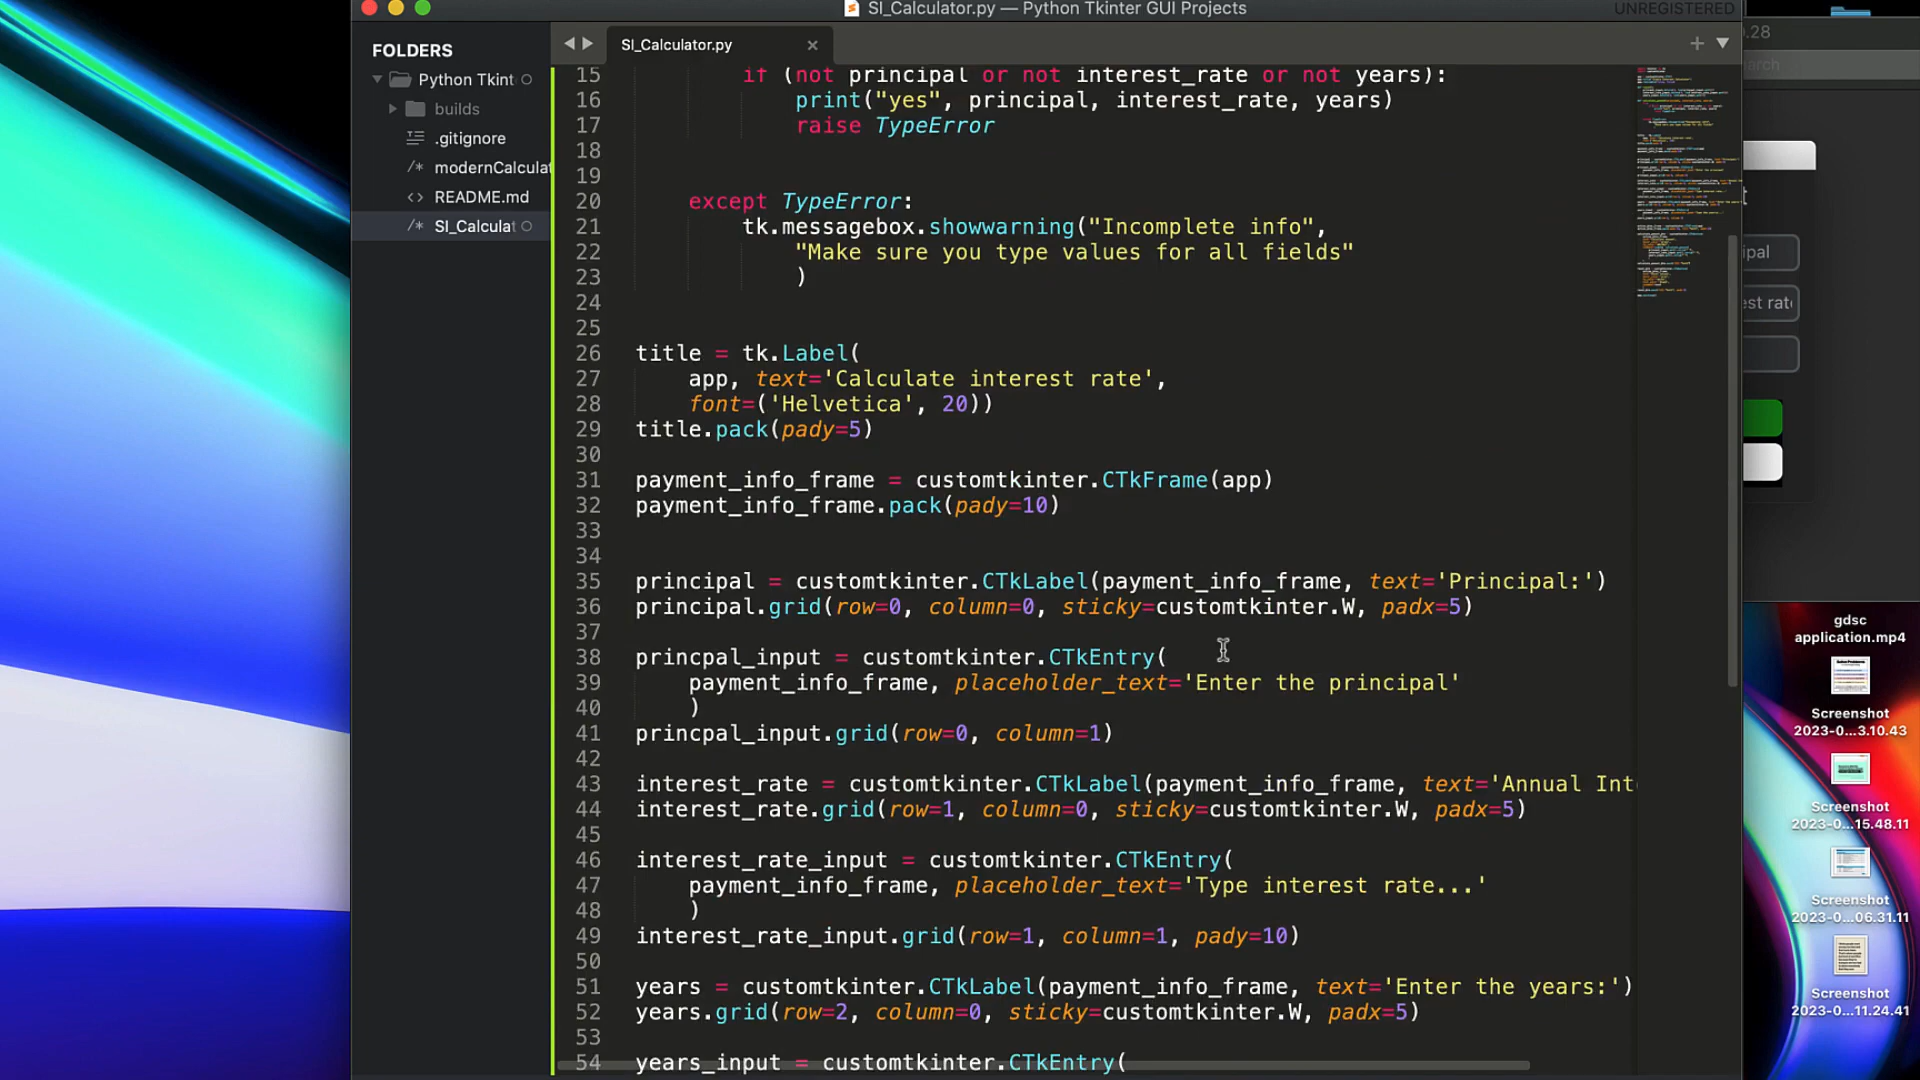 SI_Calculator.py — Python Tkinter GUI Projects
UNREGISTERED
FOLDERS
Python Tkint
builds
.gitignore
modernCalculat
README.md
SI_Calculat
SI_Calculator.py
15 if (not principal or not interest_rate or not years):
16 print("yes", principal, interest_rate, years)
17 raise TypeError
18
19
20 except TypeError:
21 tk.messagebox.showwarning("Incomplete info",
22 "Make sure you type values for all fields"
23 )
24
25
26 title = tk.Label(
27 app, text='Calculate interest rate',
28 font=('Helvetica', 20))
29 title.pack(pady=5)
30
31 payment_info_frame = customtkinter.CTkFrame(app)
32 payment_info_frame.pack(pady=10)
33
34
35 principal = customtkinter.CTkLabel(payment_info_frame, text='Principal:')
36 principal.grid(row=0, column=0, sticky=customtkinter.W, padx=5)
37
38 princpal_input = customtkinter.CTkEntry(
39 payment_info_frame, placeholder_text='Enter the principal'
40 )
41 princpal_input.grid(row=0, column=1)
42
43 interest_rate = customtkinter.CTkLabel(payment_info_frame, text='Annual Int
44 interest_rate.grid(row=1, column=0, sticky=customtkinter.W, padx=5)
45
46 interest_rate_input = customtkinter.CTkEntry(
47 payment_info_frame, placeholder_text='Type interest rate...'
48 )
49 interest_rate_input.grid(row=1, column=1, pady=10)
50
51 years = customtkinter.CTkLabel(payment_info_frame, text='Enter the years:')
52 years.grid(row=2, column=0, sticky=customtkinter.W, padx=5)
53
54 years_input = customtkinter.CTkEntry(
.28
arch
ipal
est rat
gdsc
application.mp4
Screenshot
2023-0...3.10.43
Screenshot
2023-0...15.48.11
Screenshot
2023-0...06.31.11
Screenshot
2023-0...11.24.41